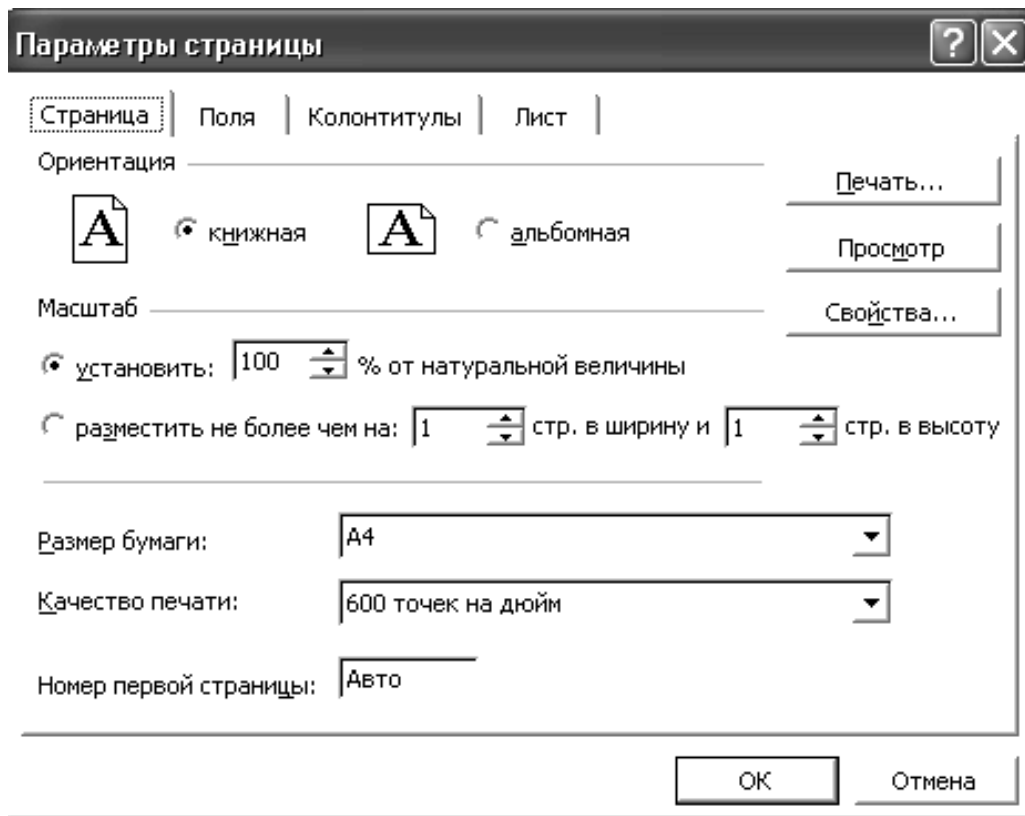 Параметры страницы
Страница Поля Колонтитулы Лист
Ориентация
Печать...
A книжная A альбомная
Просмотр
Масштаб
Свойства...
установить: 100 % от натуральной величины
разместить не более чем на: 1 стр. в ширину и 1 стр. в высоту
Размер бумаги: A4
Качество печати: 600 точек на дюйм
Номер первой страницы: Авто
ОК Отмена